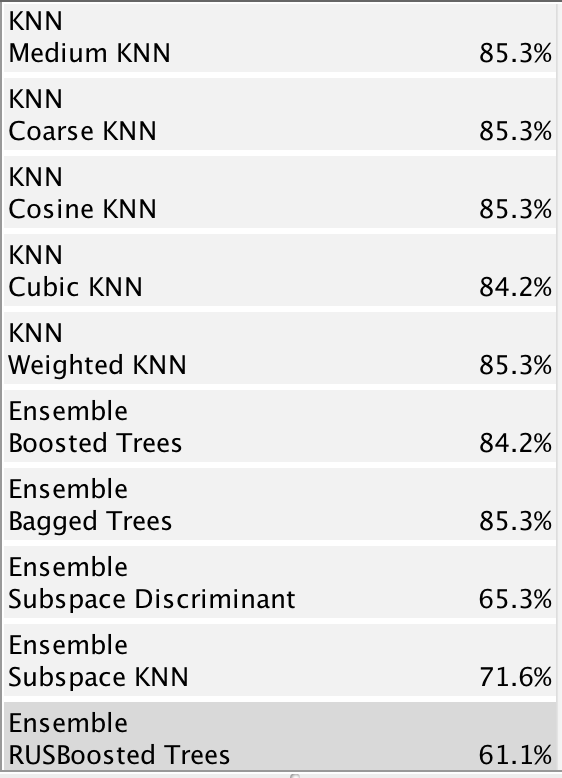 KNN
Medium KNN 85.3%
KNN
Coarse KNN 85.3%
KNN
Cosine KNN 85.3%
KNN
Cubic KNN 84.2%
KNN
Weighted KNN 85.3%
Ensemble
Boosted Trees 84.2%
Ensemble
Bagged Trees 85.3%
Ensemble
Subspace Discriminant 65.3%
Ensemble
Subspace KNN 71.6%
Ensemble
RUSBoosted Trees 61.1%